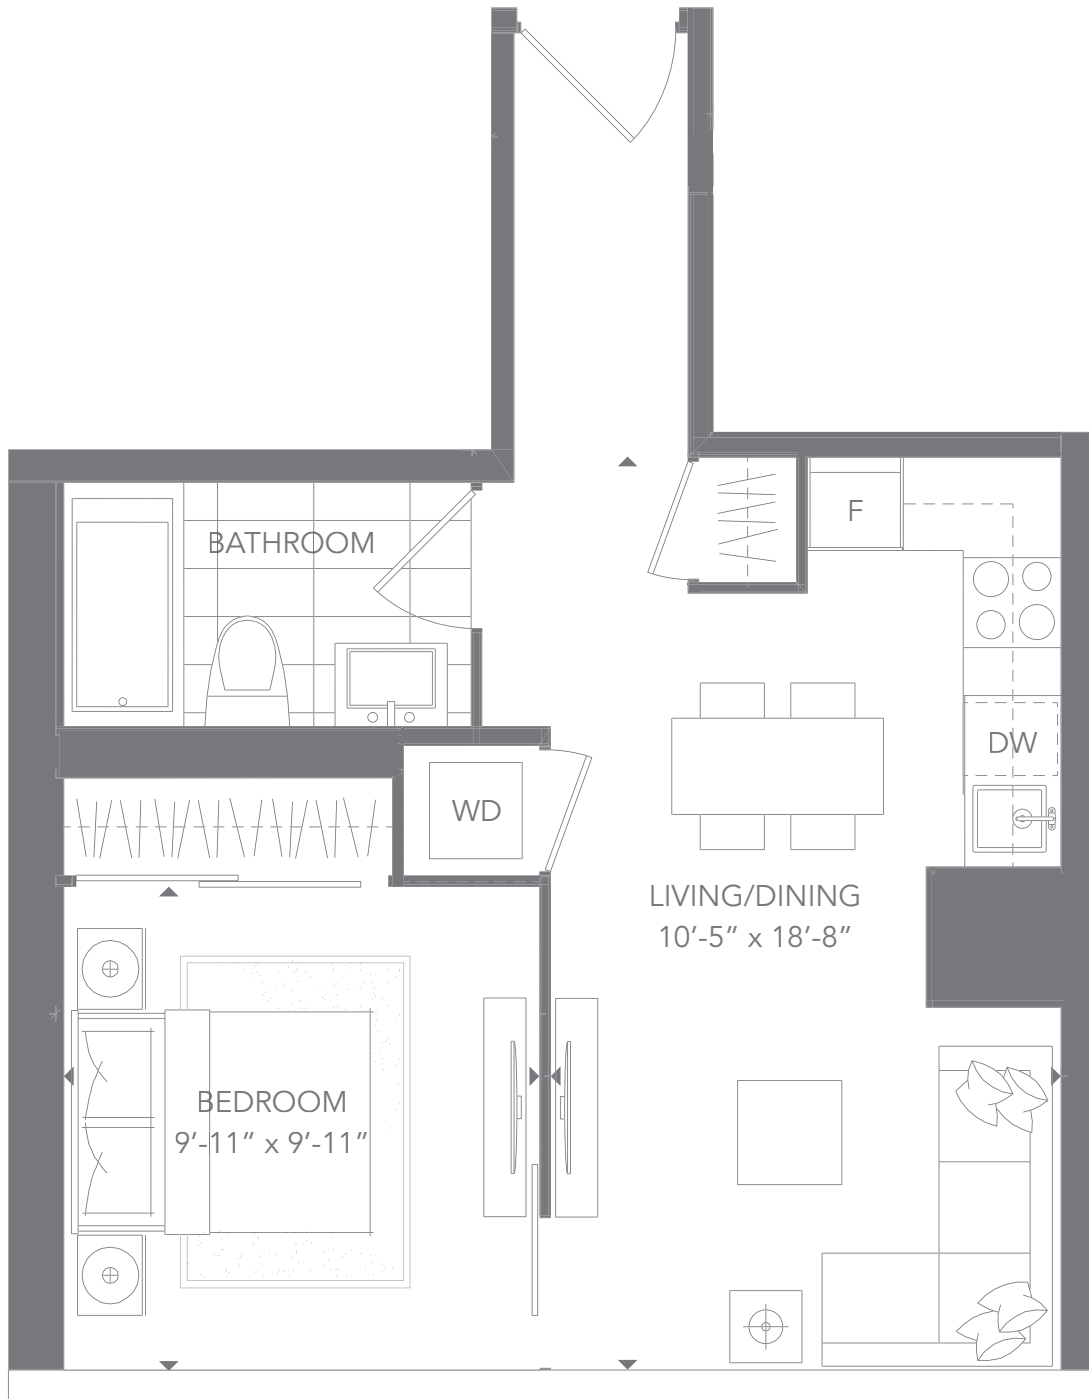 BATHROOM
F
DW
WD
LIVING/DINING
10’-5” x 18’-8”
BEDROOM
9’-11” x 9’-11”